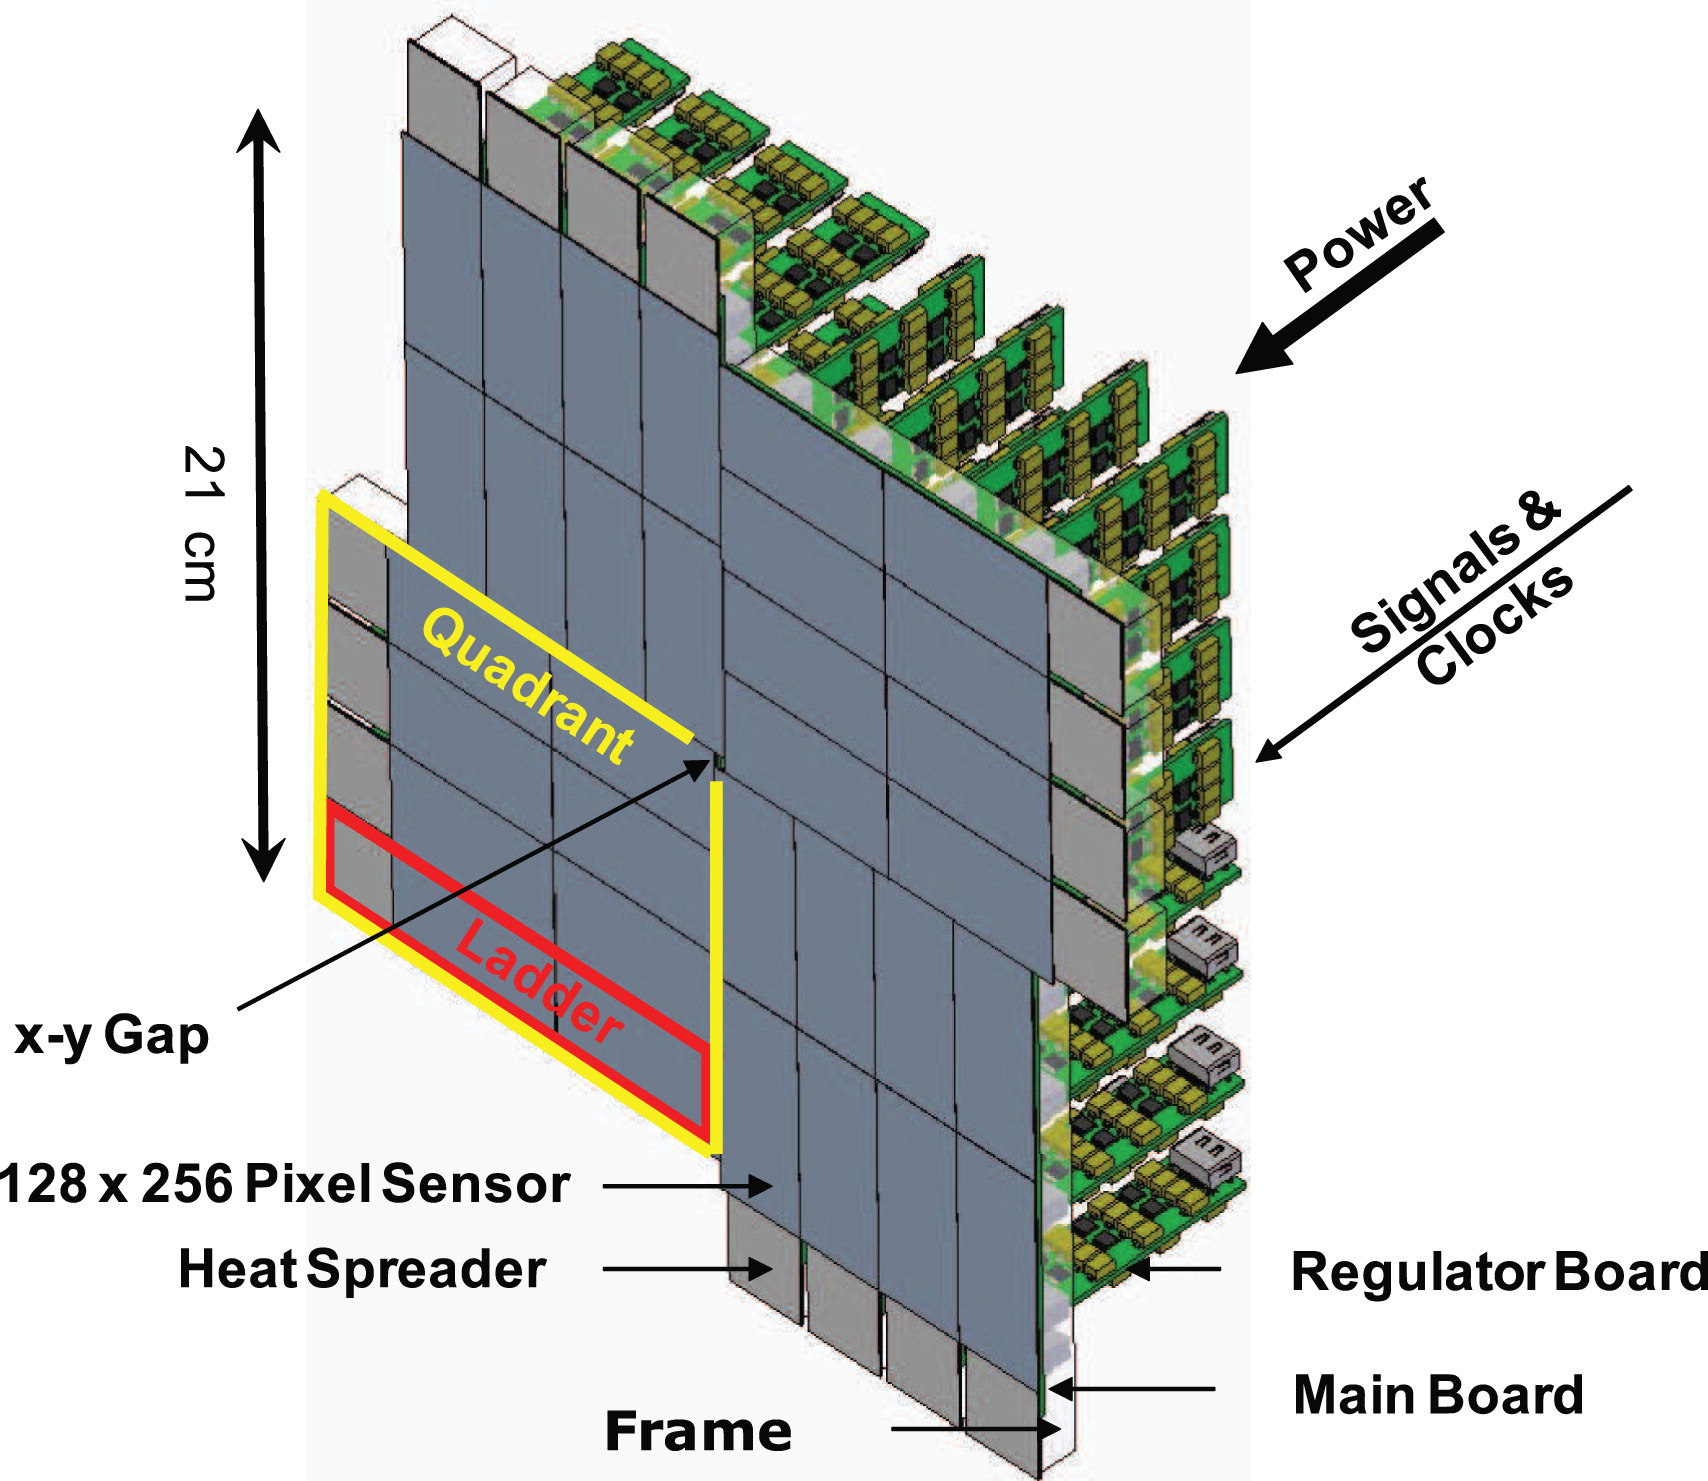 Power
21 cm
Signals &
Clocks
Quadrant
Ladder
x-y Gap
128 x 256 Pixel Sensor
Heat Spreader
Regulator Board
Main Board
Frame